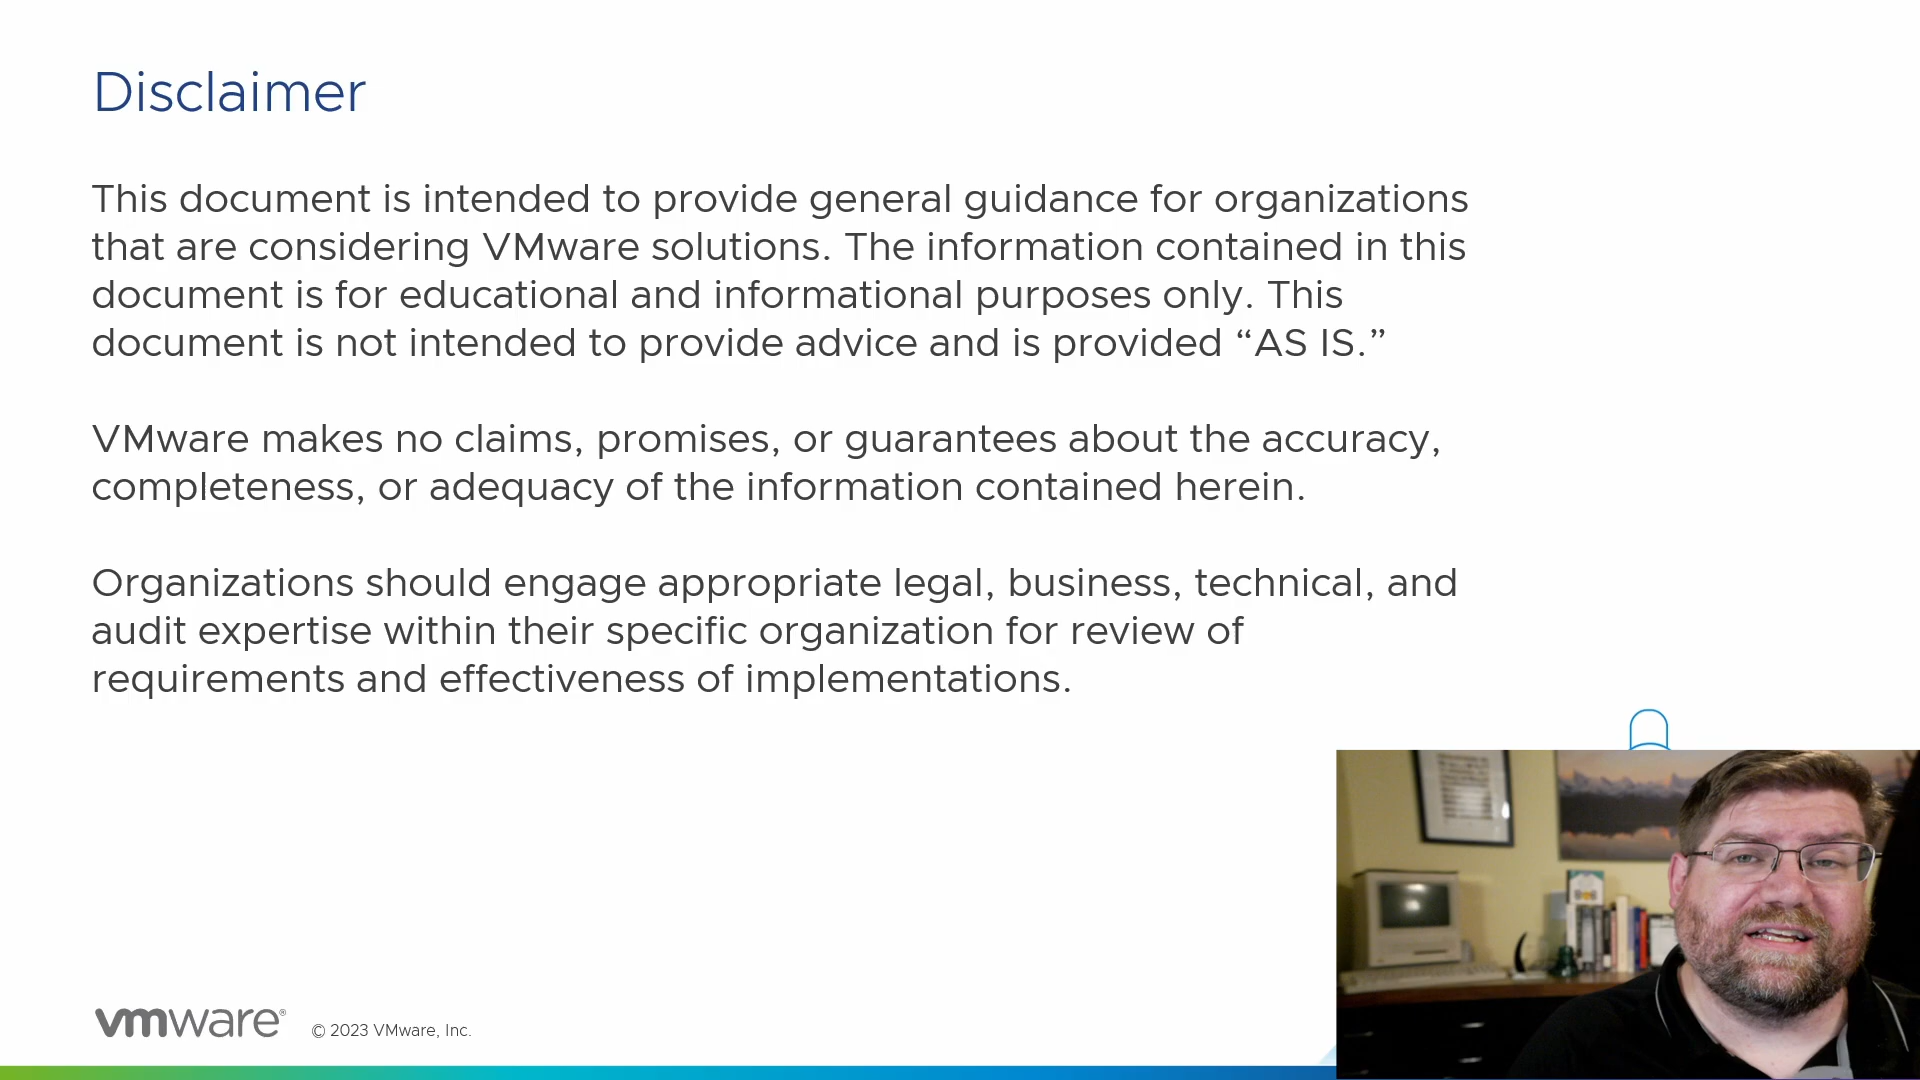 Disclaimer
This document is intended to provide general guidance for organizations
that are considering VMware solutions. The information contained in this
document is for educational and informational purposes only. This
document is not intended to provide advice and is provided “AS IS.”
VMware makes no claims, promises, or guarantees about the accuracy,
completeness, or adequacy of the information contained herein.
Organizations should engage appropriate legal, business, technical, and
audit expertise within their specific organization for review of
requirements and effectiveness of implementations.
vmware® © 2023 VMware, Inc.